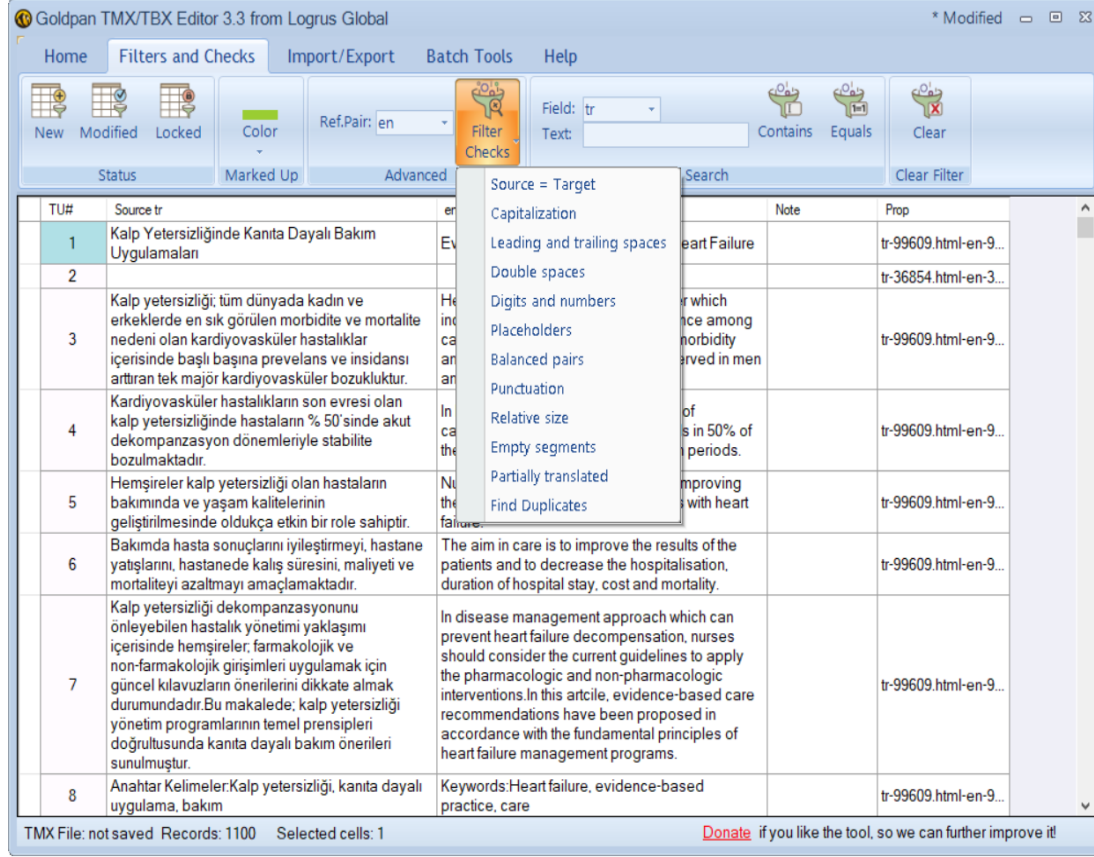 Goldpan TMX/TBX Editor 3.3 from Logrus Global
* Modified
Home Filters and Checks Import/Export Batch Tools Help
New Modified Locked
Status
Color
Marked Up
Ref.Pair: en
Filter Checks
Advanced
Field: tr
Text:
Contains Equals
Search
Clear
Clear Filter
Source = Target
Capitalization
Leading and trailing spaces
Double spaces
Digits and numbers
Placeholders
Balanced pairs
Punctuation
Relative size
Empty segments
Partially translated
Find Duplicates
TU# Source tr en Note Prop
1
Kalp Yetersizliğinde Kanıta Dayalı Bakım
Uygulamaları
Heart Failure
tr-99609.html-en-9...
2
tr-36854.html-en-3...
3
Kalp yetersizliği; tüm dünyada kadın ve
erkeklerde en sık görülen morbidite ve mortalite
nedeni olan kardiyovasküler hastalıklar
içerisinde başlı başına prevelans ve insidansı
arttıran tek majör kardiyovasküler bozukluktur.
which
among
morbidity
in men
tr-99609.html-en-9...
4
Kardiyovasküler hastalıkların son evresi olan
kalp yetersizliğinde hastaların % 50'sinde akut
dekompanzasyon dönemleriyle stabilite
bozulmaktadır.
In
of
in 50% of
periods.
tr-99609.html-en-9...
5
Hemşireler kalp yetersizliği olan hastaların
bakımında ve yaşam kalitelerinin
geliştirilmesinde oldukça etkin bir role sahiptir.
improving
with heart
failure.
tr-99609.html-en-9...
6
Bakımda hasta sonuçlarını iyileştirmeyi, hastane
yatışlarını, hastanede kalış süresini, maliyeti ve
mortaliteyi azaltmayı amaçlamaktadır.
The aim in care is to improve the results of the
patients and to decrease the hospitalisation,
duration of hospital stay, cost and mortality.
tr-99609.html-en-9...
7
Kalp yetersizliği dekompanzasyonunu
önleyebilen hastalık yönetimi yaklaşımı
içerisinde hemşireler; farmakolojik ve
non-farmakolojik girişimleri uygulamak için
güncel kılavuzların önerilerini dikkate almak
durumundadır.Bu makalede; kalp yetersizliği
yönetim programlarının temel prensipleri
doğrultusunda kanıta dayalı bakım önerileri
sunulmuştur.
In disease management approach which can
prevent heart failure decompensation, nurses
should consider the current guidelines to apply
the pharmacologic and non-pharmacologic
interventions.In this artcile, evidence-based care
recommendations have been proposed in
accordance with the fundamental principles of
heart failure management programs.
tr-99609.html-en-9...
8
Anahtar Kelimeler:Kalp yetersizliği, kanıta dayalı
uygulama, bakım
Keywords:Heart failure, evidence-based
practice, care
tr-99609.html-en-9...
TMX File: not saved Records: 1100 Selected cells: 1
Donate if you like the tool, so we can further improve it!